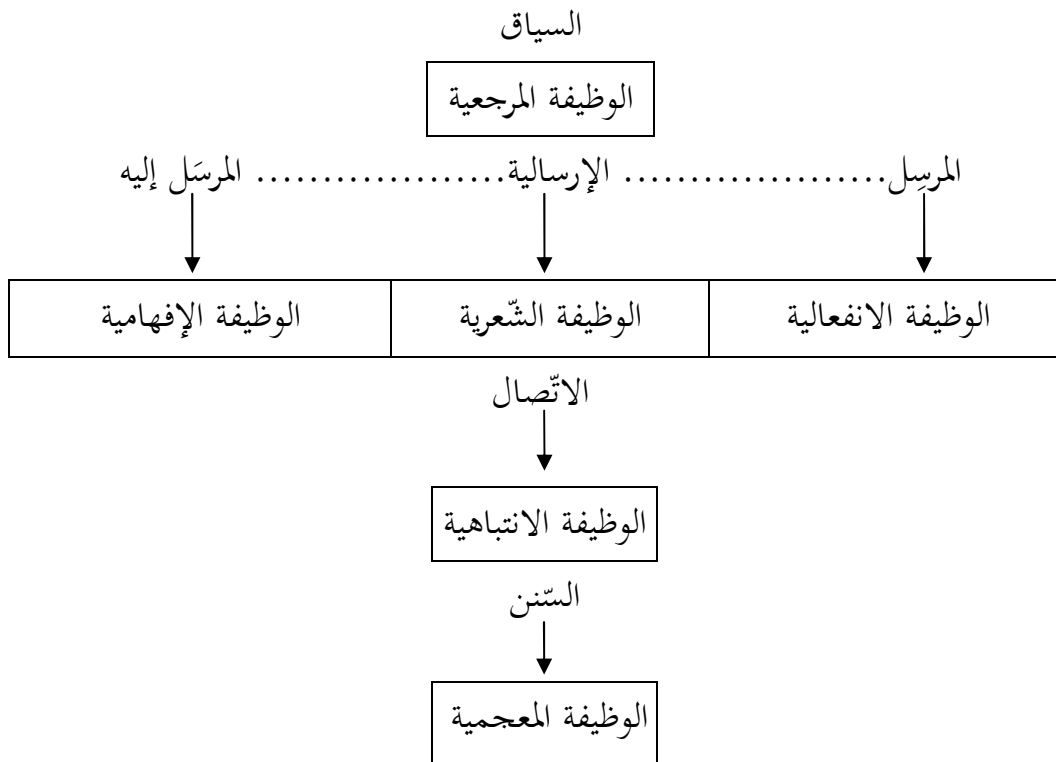 السياق
الوظيفة المرجعية
المرسِل.................... الإرسالية................... المرسَل إليه
الوظيفة الانفعالية الوظيفة الشّعرية الوظيفة الإفهامية
الاتّصال
الوظيفة الانتباهية
السّنن
الوظيفة المعجمية